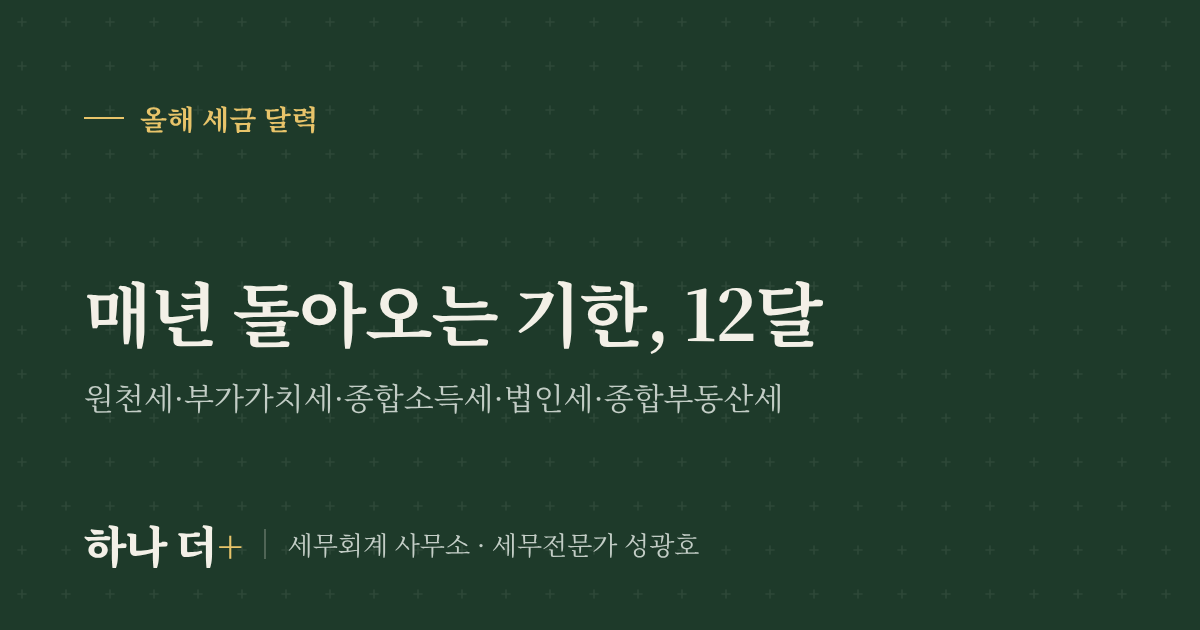 올해 세금 달력
매년 돌아오는 기한, 12달
원천세·부가가치세·종합소득세·법인세·종합부동산세
하나 더+ 세무회계 사무소 · 세무전문가 성광호